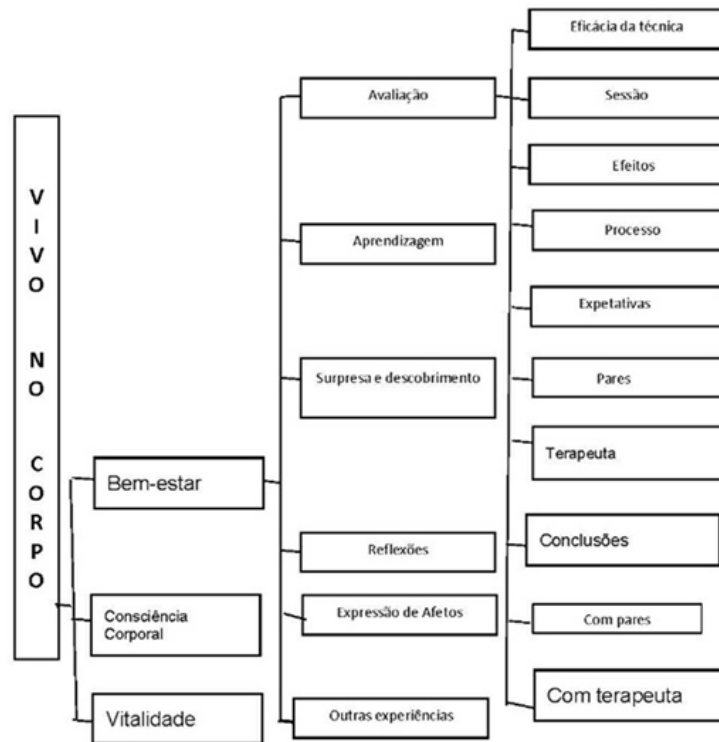 VIVO NO CORPO
Bem-estar
Consciência
Corporal
Vitalidade
Avaliação
Aprendizagem
Surpresa e descobrimento
Reflexões
Expressão de Afetos
Outras experiências
Eficácia da técnica
Sessão
Efeitos
Processo
Expetativas
Pares
Terapeuta
Conclusões
Com pares
Com terapeuta